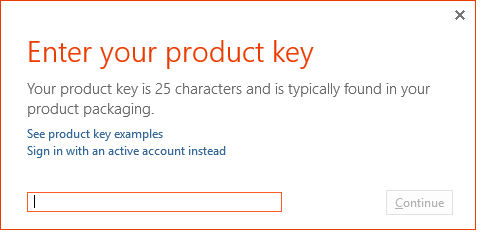 Enter your product key
Your product key is 25 characters and is typically found in your
product packaging.
See product key examples
Sign in with an active account instead
Continue